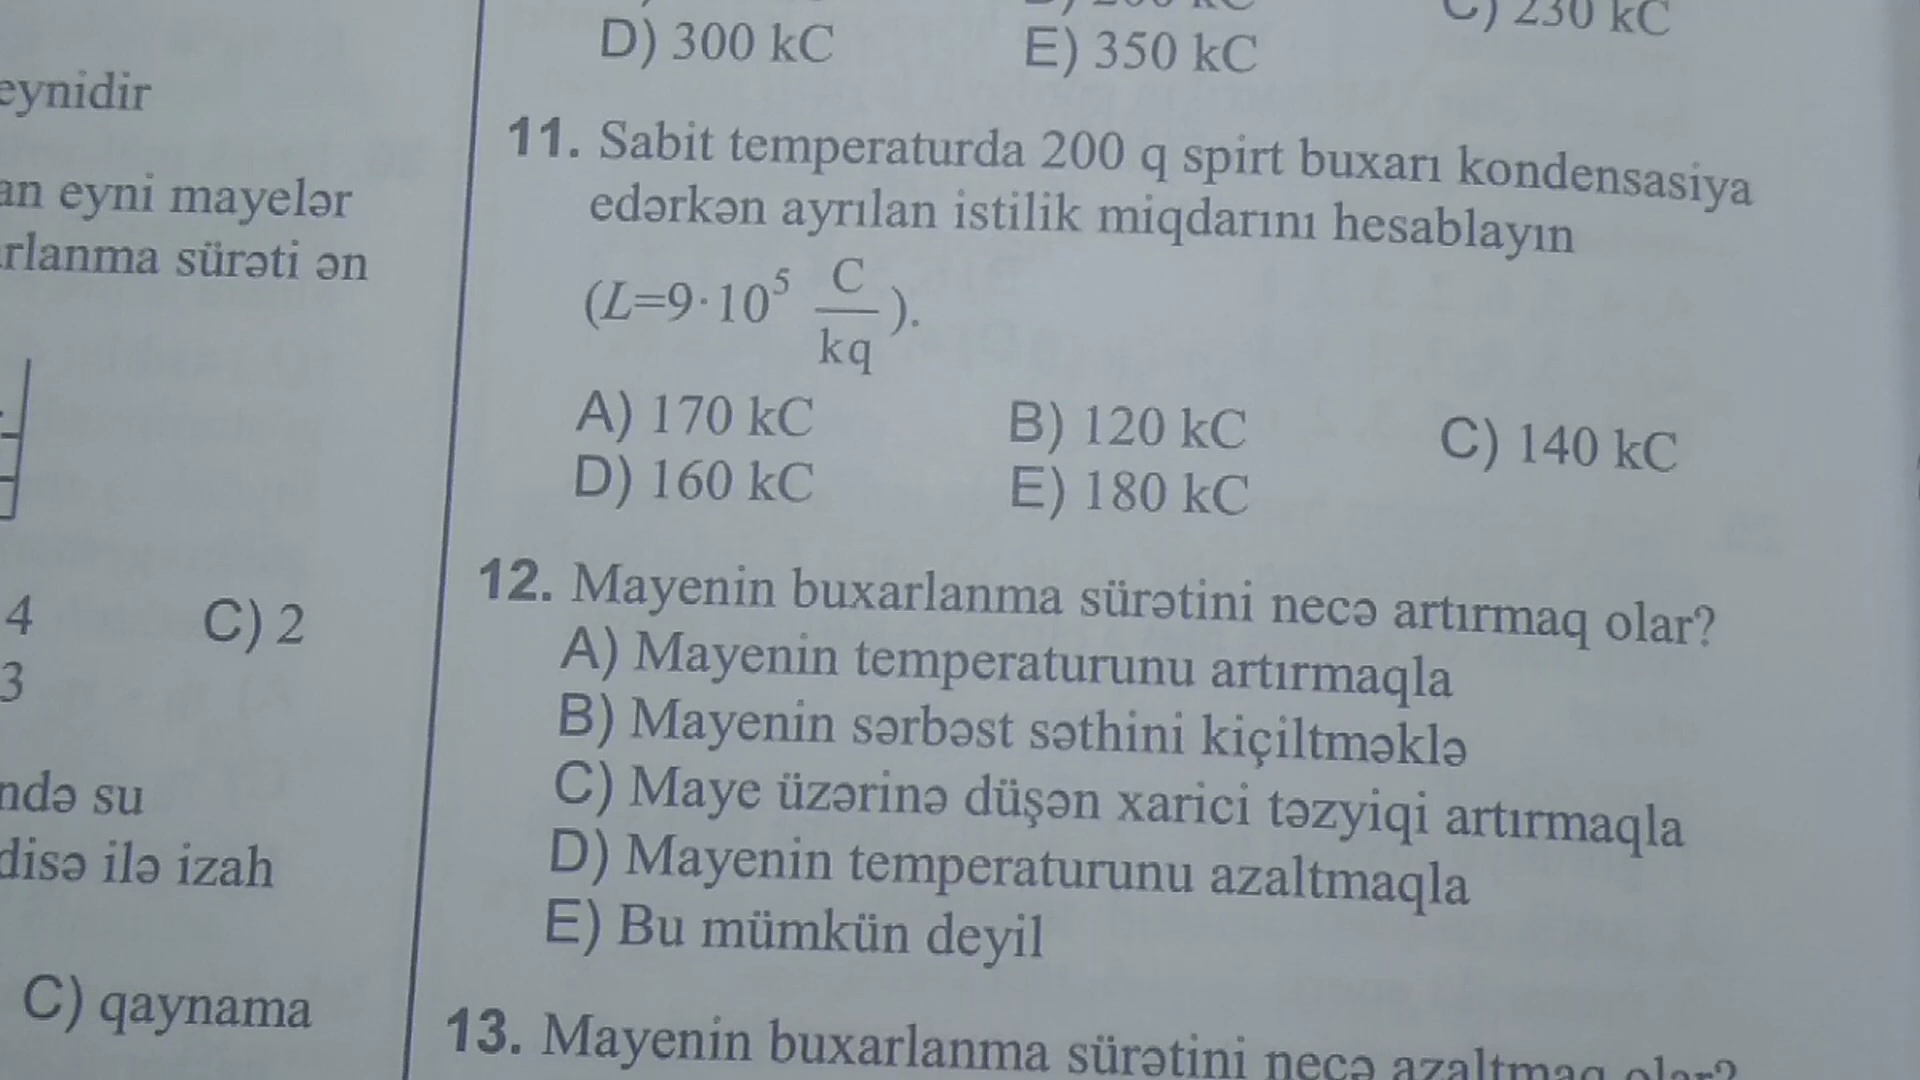 eynidir
an eyni mayelər
rlanma sürəti ən
4 C) 2
3
ndə su
disə ilə izah
C) qaynama
C) 230 kC
D) 300 kC E) 350 kC
11. Sabit temperaturda 200 q spirt buxarı kondensasiya
edərkən ayrılan istilik miqdarını hesablayın
(L=9·10⁵ C/kq).
A) 170 kC B) 120 kC C) 140 kC
D) 160 kC E) 180 kC
12. Mayenin buxarlanma sürətini necə artırmaq olar?
A) Mayenin temperaturunu artırmaqla
B) Mayenin sərbəst səthini kiçiltməklə
C) Maye üzərinə düşən xarici təzyiqi artırmaqla
D) Mayenin temperaturunu azaltmaqla
E) Bu mümkün deyil
13. Mayenin buxarlanma sürətini necə azaltmaq olar?